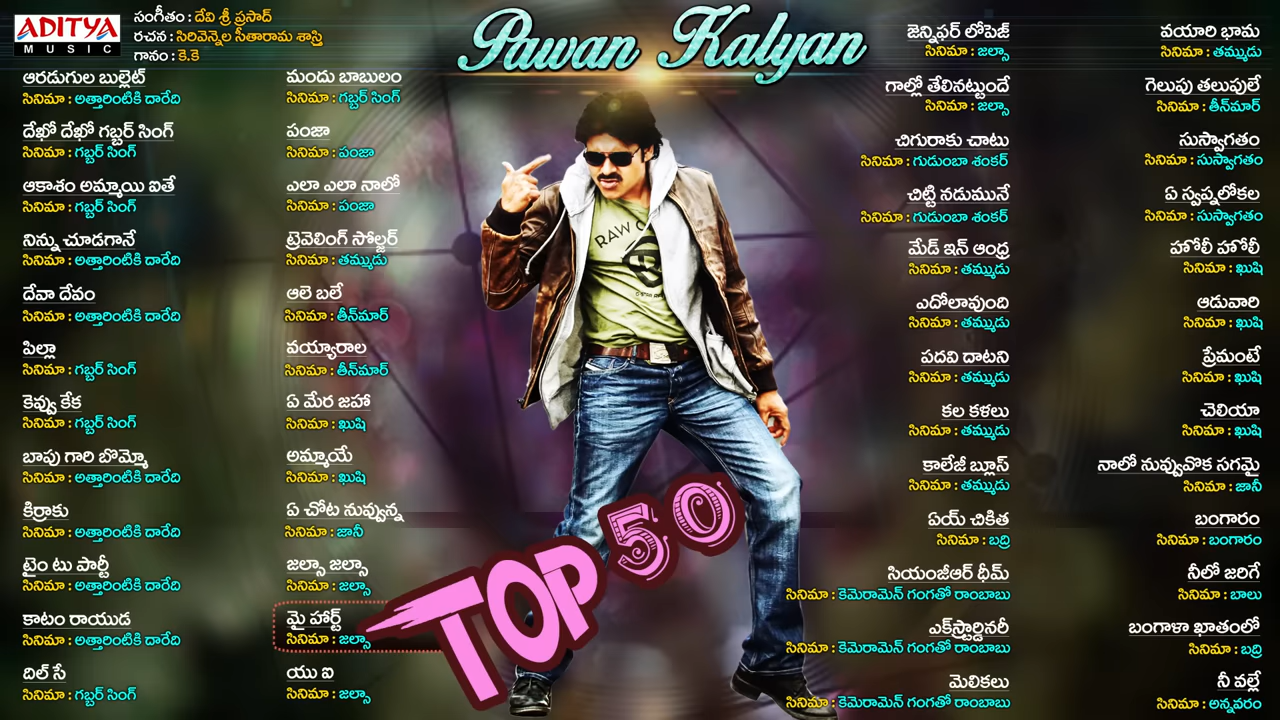 ADITYA
MUSIC
సంగీతం : దేవి శ్రీ ప్రసాద్
రచన : సిరివెన్నెల సీతారామ శాస్త్రి
గానం : కె.కె
Pawan Kalyan
ఆరడుగుల బుల్లెట్
సినిమా : అత్తారింటికి దారేది
దేఖో దేఖో గబ్బర్ సింగ్
సినిమా : గబ్బర్ సింగ్
ఆకాశం అమ్మాయి ఐతే
సినిమా : గబ్బర్ సింగ్
నిన్ను చూడగానే
సినిమా : అత్తారింటికి దారేది
దేవా దేవం
సినిమా : అత్తారింటికి దారేది
పిల్లా
సినిమా : గబ్బర్ సింగ్
కెవ్వు కేక
సినిమా : గబ్బర్ సింగ్
బాపు గారి బొమ్మో
సినిమా : అత్తారింటికి దారేది
కిర్రాకు
సినిమా : అత్తారింటికి దారేది
టైం టు పార్టీ
సినిమా : అత్తారింటికి దారేది
కాటం రాయుడ
సినిమా : అత్తారింటికి దారేది
దిల్ సే
సినిమా : గబ్బర్ సింగ్
మందు బాబులం
సినిమా : గబ్బర్ సింగ్
పంజా
సినిమా : పంజా
ఎలా ఎలా నాలో
సినిమా : పంజా
ట్రావెలింగ్ సోల్జర్
సినిమా : తమ్ముడు
ఆలె బలే
సినిమా : తీన్‌మార్
వయ్యారాల
సినిమా : తీన్‌మార్
ఏ మేర జహా
సినిమా : ఖుషి
అమ్మాయే
సినిమా : ఖుషి
ఏ చోట నువ్వున్న
సినిమా : జానీ
జల్సా జల్సా
సినిమా : జల్సా
మై హార్ట్
సినిమా : జల్సా
యు ఐ
సినిమా : జల్సా
RAW
TOP 50
జెన్నిఫర్ లోపెజ్
సినిమా : జల్సా
గాల్లో తేలినట్టుందే
సినిమా : జల్సా
చిగురాకు చాటు
సినిమా : గుడుంబా శంకర్
చిట్టి నడుమునే
సినిమా : గుడుంబా శంకర్
మేడ్ ఇన్ ఆంధ్ర
సినిమా : తమ్ముడు
ఎదోలావుంది
సినిమా : తమ్ముడు
పదవి దాటని
సినిమా : తమ్ముడు
కల కళలు
సినిమా : తమ్ముడు
కాలేజీ బ్లూస్
సినిమా : తమ్ముడు
ఏయ్ చికిత
సినిమా : బద్రి
సియంజీఆర్ థీమ్
సినిమా : కెమెరామెన్ గంగతో రాంబాబు
ఎక్‌స్ట్రార్డినరీ
సినిమా : కెమెరామెన్ గంగతో రాంబాబు
మెలికలు
సినిమా : కెమెరామెన్ గంగతో రాంబాబు
వయారి భామ
సినిమా : తమ్ముడు
గెలుపు తలుపులే
సినిమా : తీన్‌మార్
సుస్వాగతం
సినిమా : సుస్వాగతం
ఏ స్వప్నలోకల
సినిమా : సుస్వాగతం
హోలీ హోలీ
సినిమా : ఖుషి
ఆడువారి
సినిమా : ఖుషి
ప్రేమంటే
సినిమా : ఖుషి
చెలియా
సినిమా : ఖుషి
నాలో నువ్వువొక సగమై
సినిమా : జానీ
బంగారం
సినిమా : బంగారం
నీలో జరిగే
సినిమా : బాలు
బంగాళా ఖాతంలో
సినిమా : బద్రి
నీ వల్లే
సినిమా : అన్నవరం